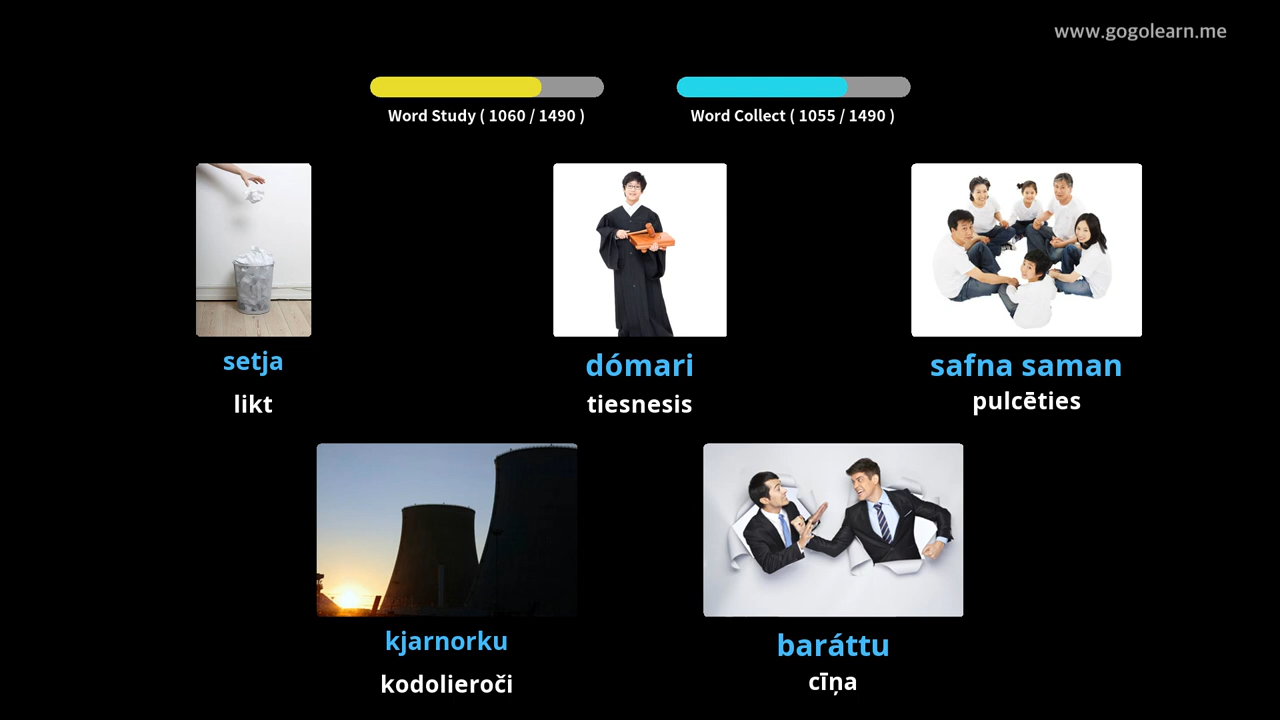 www.gogolearn.me
Word Study ( 1060 / 1490 )
Word Collect ( 1055 / 1490 )
setja
likt
dómari
tiesnesis
safna saman
pulcēties
kjarnorku
kodolieroči
baráttu
cīņa